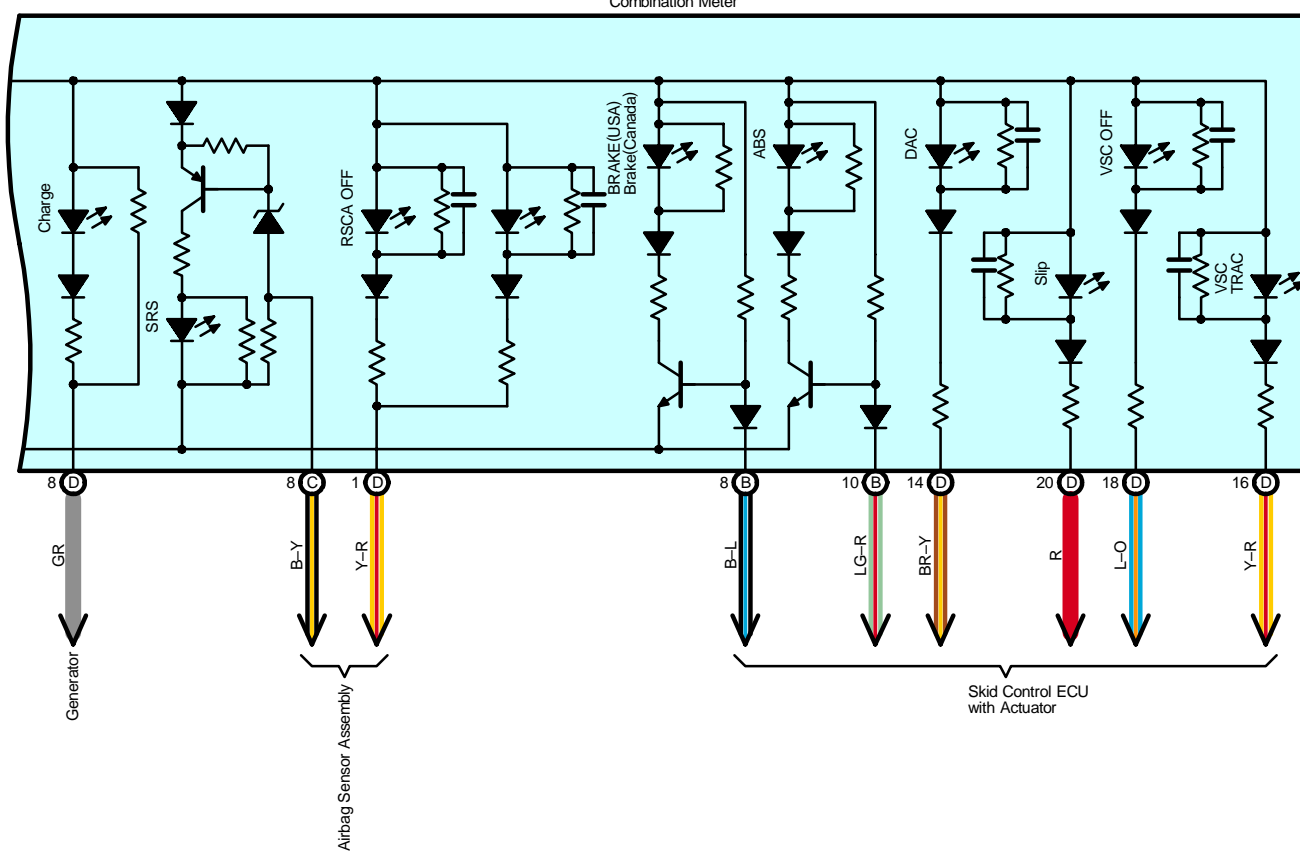 Combination Meter
BRAKE(USA)
Brake(Canada)
ABS
DAC
VSC OFF
Charge
RSCA OFF
SRS
Slip
VSC
TRAC
8 D
8 C
1 D
8 B
10 B
14 D
20 D
18 D
16 D
GR
B–Y
Y–R
B–L
LG–R
BR–Y
R
L–O
Y–R
Generator
Airbag Sensor Assembly
Skid Control ECU
with Actuator